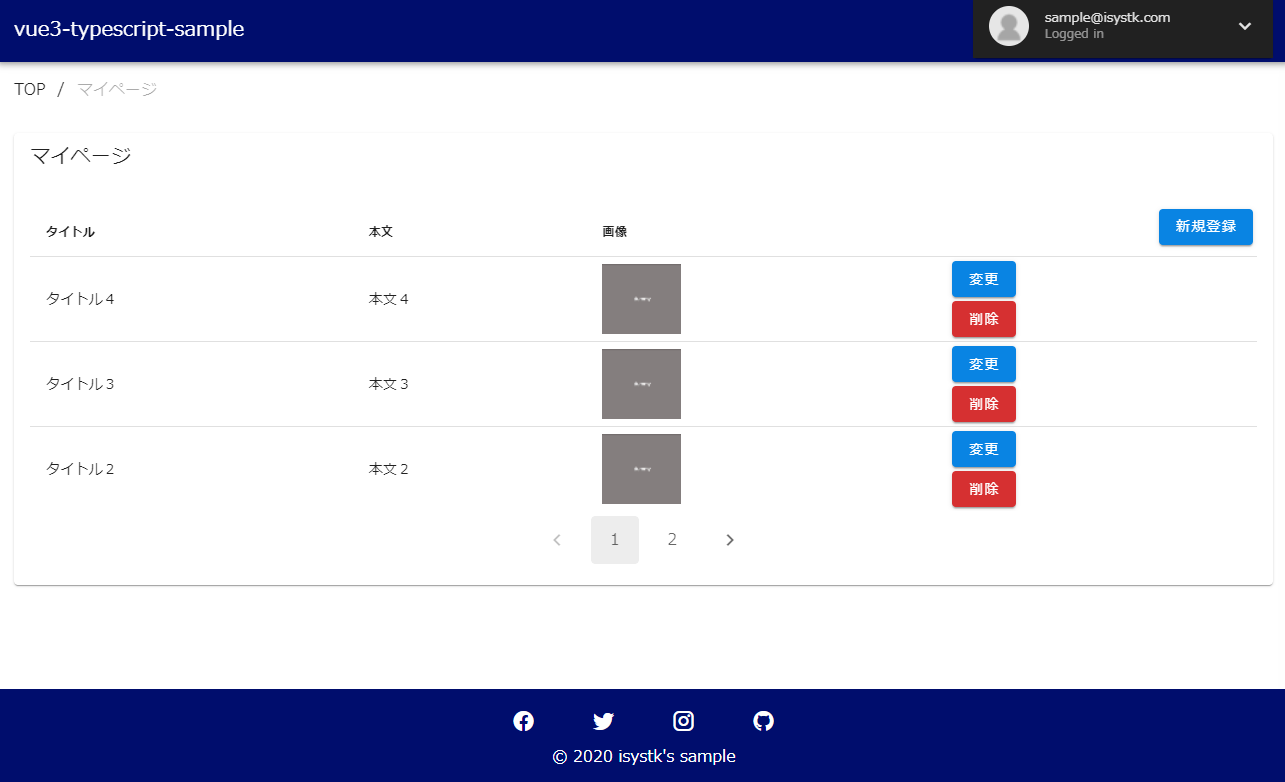 vue3-typescript-sample
sample@isystk.com
Logged in
TOP / マイページ
マイページ
タイトル 本文 画像 新規登録
タイトル４ 本文４ 変更
削除
タイトル３ 本文３ 変更
削除
タイトル２ 本文２ 変更
削除
1 2
© 2020 isystk's sample